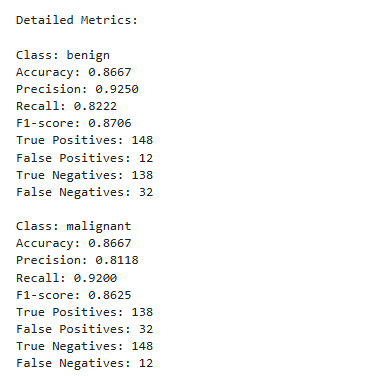 Detailed Metrics:

Class: benign
Accuracy: 0.8667
Precision: 0.9250
Recall: 0.8222
F1-score: 0.8706
True Positives: 148
False Positives: 12
True Negatives: 138
False Negatives: 32

Class: malignant
Accuracy: 0.8667
Precision: 0.8118
Recall: 0.9200
F1-score: 0.8625
True Positives: 138
False Positives: 32
True Negatives: 148
False Negatives: 12